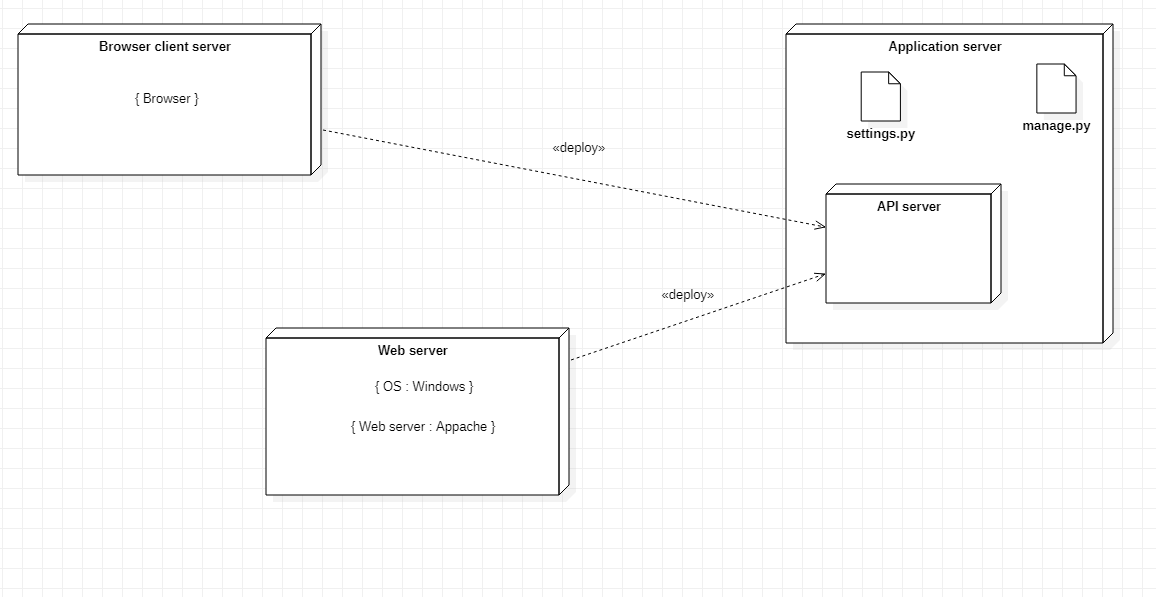 Browser client server
{ Browser }
Application server
settings.py
manage.py
«deploy»
API server
«deploy»
Web server
{ OS : Windows }
{ Web server : Appache }